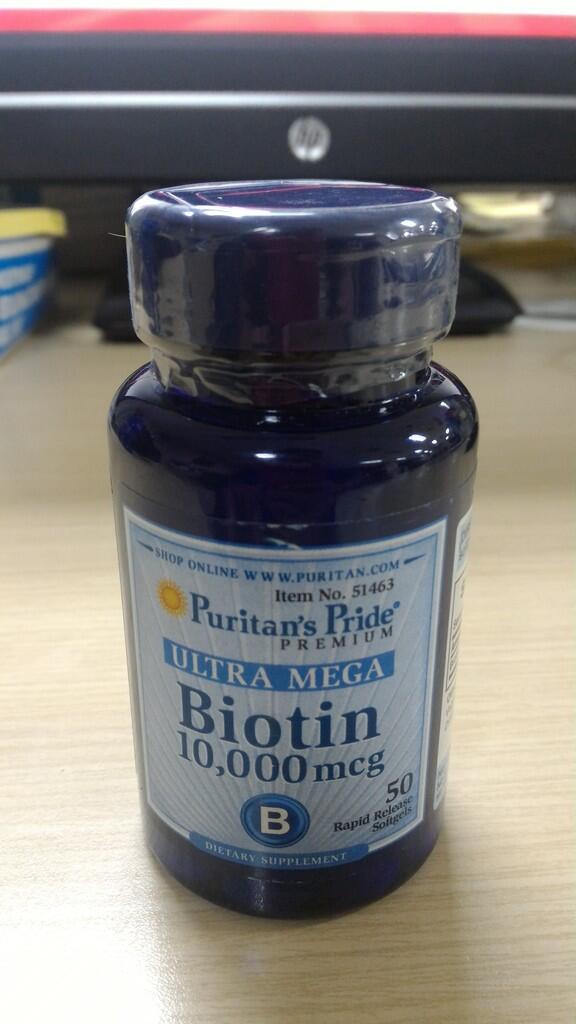 hp
SHOP ONLINE WWW.PURITAN.COM
Item No. 51463
Puritan's Pride®
PREMIUM
ULTRA MEGA
Biotin
10,000 mcg
50
Rapid Release
Softgels
B
DIETARY SUPPLEMENT